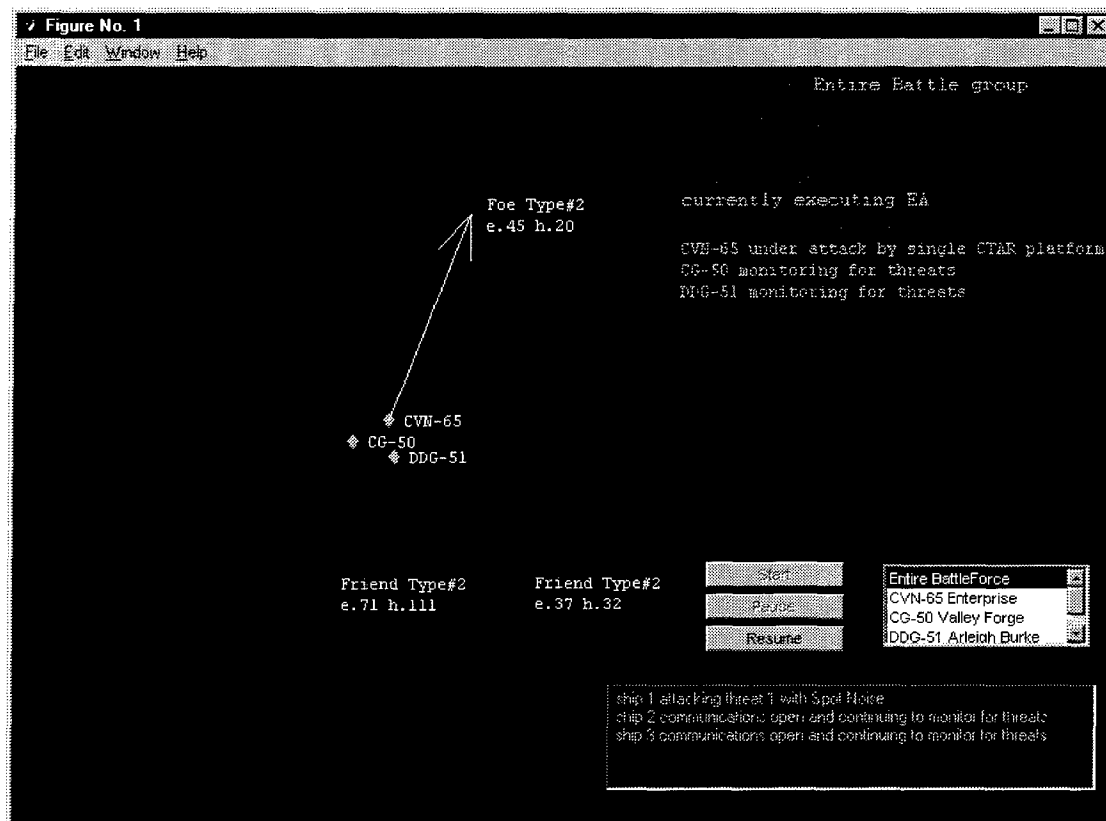 Figure No. 1
File Edit Window Help
Entire Battle group
Foe Type#2
e.45 h.20
currently executing EA
CVN-65 under attack by single CTAR platform
CG-50 monitoring for threats
DDG-51 monitoring for threats
CVN-65
CG-50
DDG-51
Friend Type#2
e.71 h.111
Friend Type#2
e.37 h.32
Start
Pause
Resume
Entire BattleForce
CVN-65 Enterprise
CG-50 Valley Forge
DDG-51 Arleigh Burke
ship 1 attacking threat 1 with Spot Noise
ship 2 communications open and continuing to monitor for threats
ship 3 communications open and continuing to monitor for threats